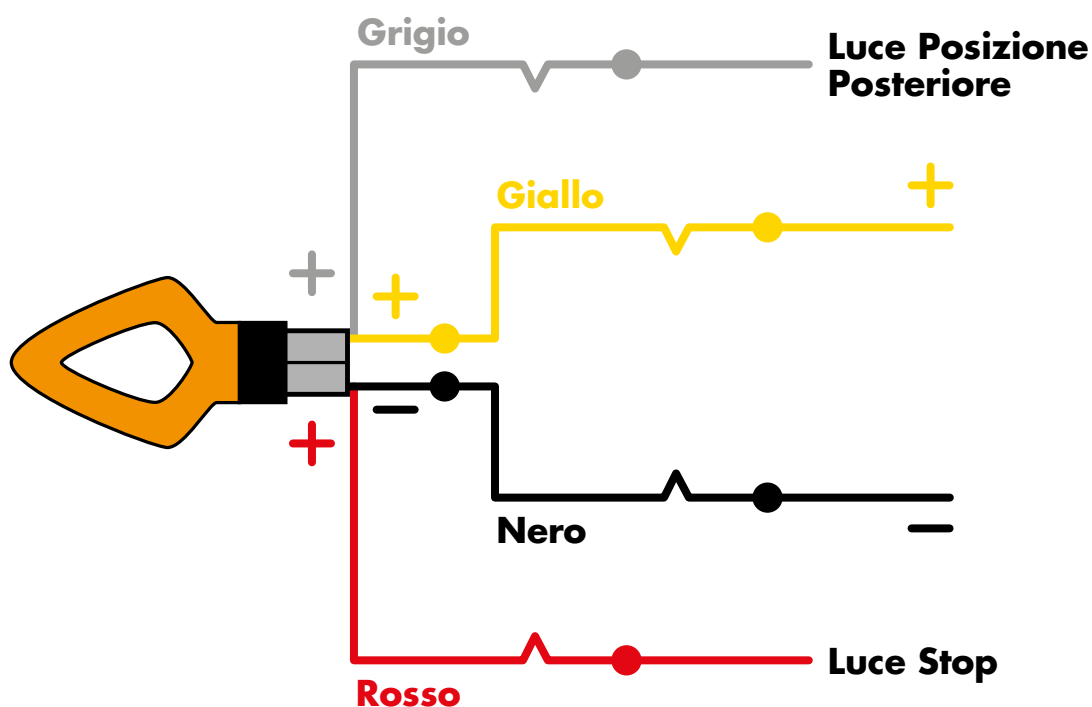 Grigio
Luce Posizione
Posteriore
+
Giallo
+
+
−
Nero
−
+
Luce Stop
Rosso